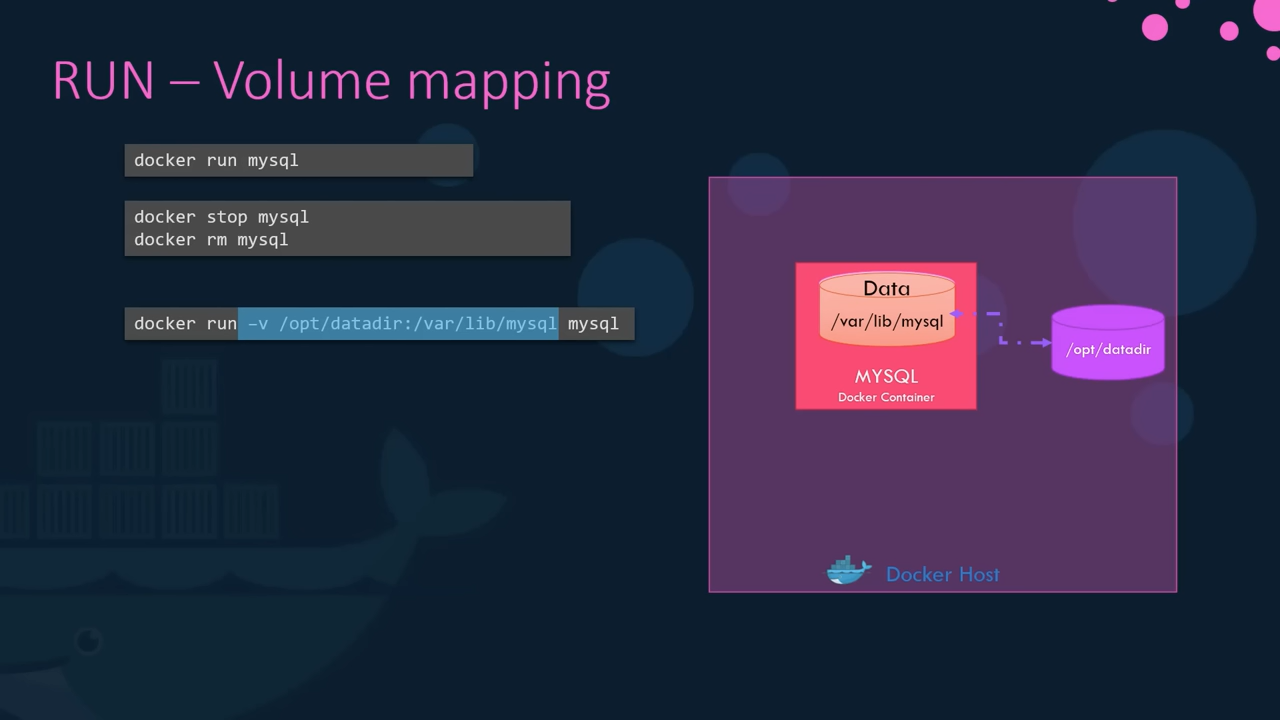 RUN – Volume mapping
docker run mysql
docker stop mysql
docker rm mysql
docker run –v /opt/datadir:/var/lib/mysql mysql
Data
/var/lib/mysql
/opt/datadir
MYSQL
Docker Container
Docker Host